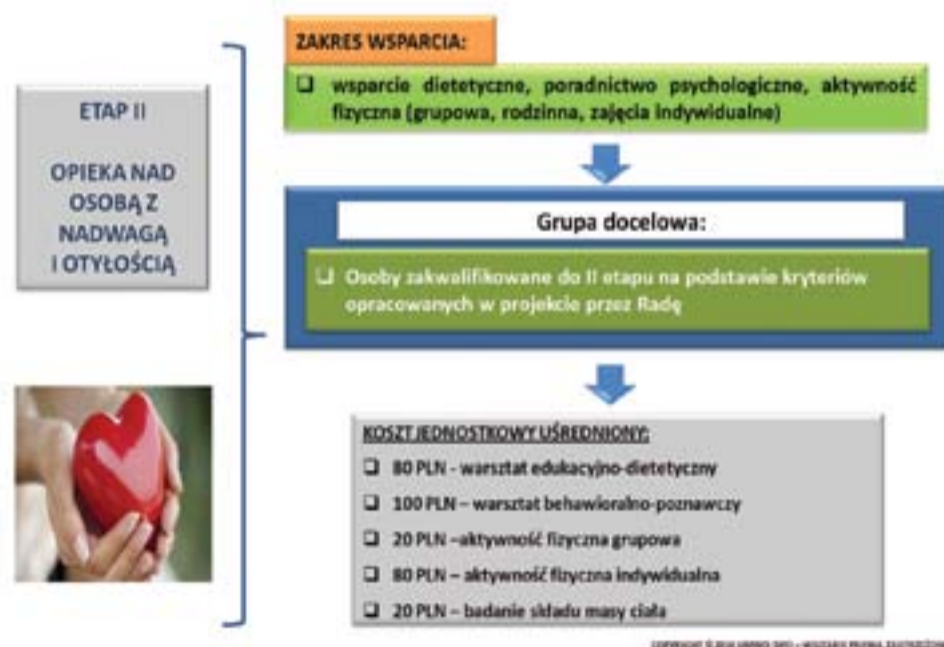 ETAP II
OPIEKA NAD
OSOBĄ Z
NADWAGĄ
I OTYŁOŚCIĄ
ZAKRES WSPARCIA:
❑ wsparcie dietetyczne, poradnictwo psychologiczne, aktywność
fizyczna (grupowa, rodzinna, zajęcia indywidualne)
Grupa docelowa:
❑ Osoby zakwalifikowane do II etapu na podstawie kryteriów
opracowanych w projekcie przez Radę
KOSZT JEDNOSTKOWY UŚREDNIONY:
❑ 80 PLN - warsztat edukacyjno-dietetyczny
❑ 100 PLN – warsztat behawioralno-poznawczy
❑ 20 PLN –aktywność fizyczna grupowa
❑ 80 PLN – aktywność fizyczna indywidualna
❑ 20 PLN – badanie składu masy ciała